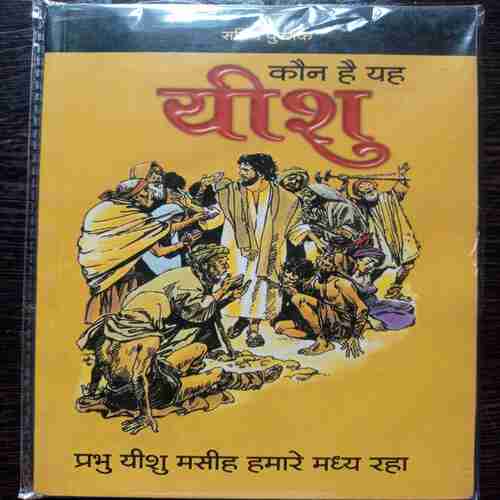 कौन है यह
यीशु
प्रभु यीशु मसीह हमारे मध्य रहा